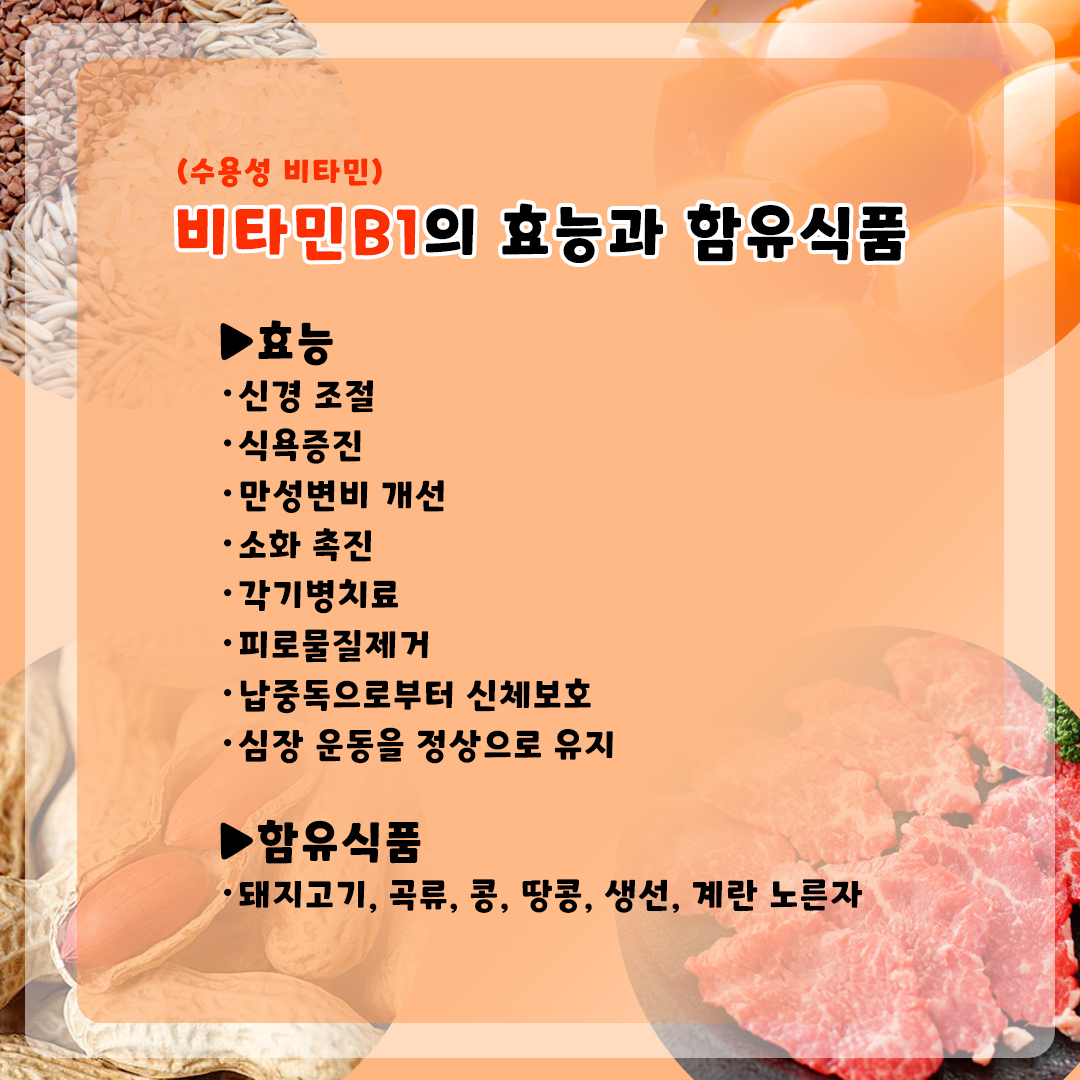 (수용성 비타민)
비타민B1의 효능과 함유식품
▶효능
·신경 조절
·식욕증진
·만성변비 개선
·소화 촉진
·각기병치료
·피로물질제거
·납중독으로부터 신체보호
·심장 운동을 정상으로 유지
▶함유식품
·돼지고기, 곡류, 콩, 땅콩, 생선, 계란 노른자